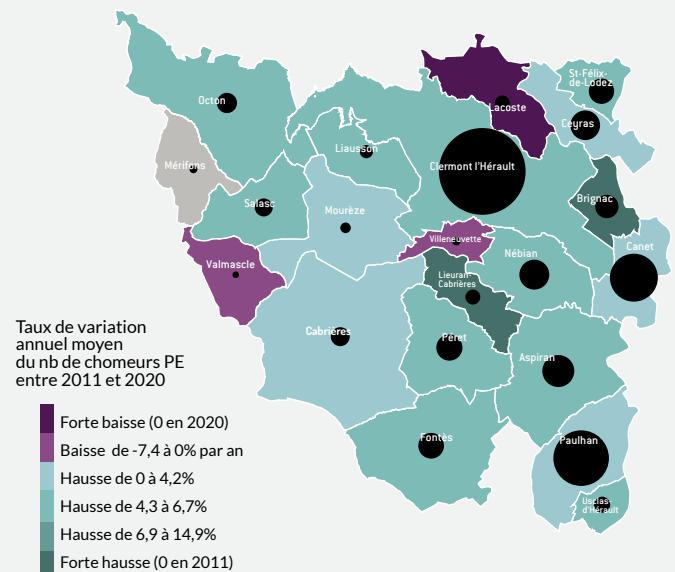 St-Félix-
de-Lodez
Octon
Lacoste
Ceyras
Liausson
Clermont l'Hérault
Mérifons
Salasc
Mourèze
Brignac
Villeneuvette
Canet
Valmascle
Nébian
Lieuran-
Cabrières
Cabrières
Péret
Aspiran
Fontès
Paulhan
Usclas-
d'Hérault
Taux de variation
annuel moyen
du nb de chomeurs PE
entre 2011 et 2020
Forte baisse (0 en 2020)
Baisse de -7,4 à 0% par an
Hausse de 0 à 4,2%
Hausse de 4,3 à 6,7%
Hausse de 6,9 à 14,9%
Forte hausse (0 en 2011)